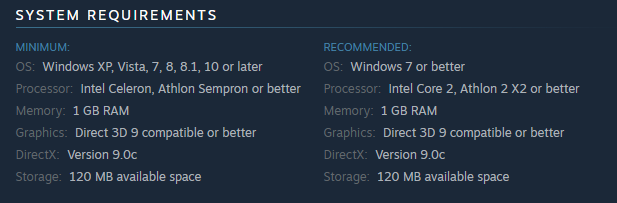 SYSTEM REQUIREMENTS
MINIMUM:
OS: Windows XP, Vista, 7, 8, 8.1, 10 or later
Processor: Intel Celeron, Athlon Sempron or better
Memory: 1 GB RAM
Graphics: Direct 3D 9 compatible or better
DirectX: Version 9.0c
Storage: 120 MB available space
RECOMMENDED:
OS: Windows 7 or better
Processor: Intel Core 2, Athlon 2 X2 or better
Memory: 1 GB RAM
Graphics: Direct 3D 9 compatible or better
DirectX: Version 9.0c
Storage: 120 MB available space